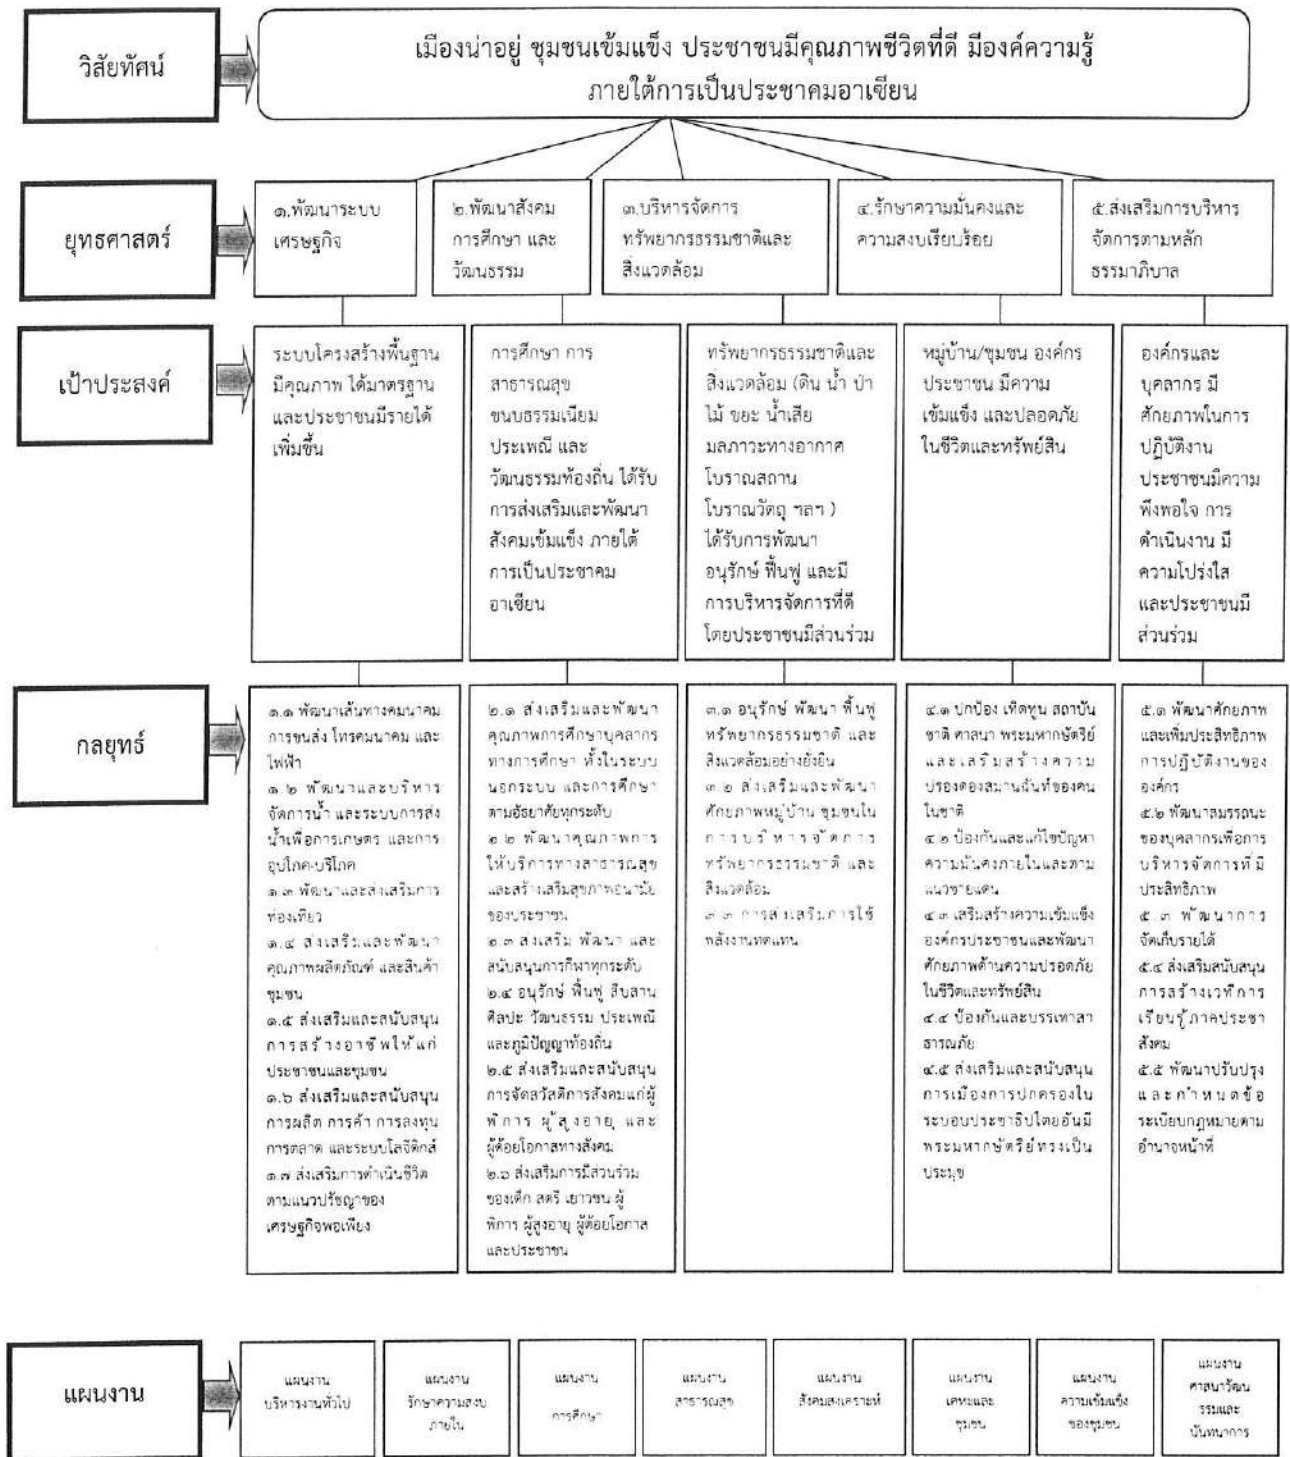 วิสัยทัศน์
เมืองน่าอยู่ ชุมชนเข้มแข็ง ประชาชนมีคุณภาพชีวิตที่ดี มีองค์ความรู้
ภายใต้การเป็นประชาคมอาเซียน
ยุทธศาสตร์
๑.พัฒนาระบบ
เศรษฐกิจ
๒.พัฒนาสังคม
การศึกษา และ
วัฒนธรรม
๓.บริหารจัดการ
ทรัพยากรธรรมชาติและ
สิ่งแวดล้อม
๔.รักษาความมั่นคงและ
ความสงบเรียบร้อย
๕.ส่งเสริมการบริหาร
จัดการตามหลัก
ธรรมาภิบาล
เป้าประสงค์
ระบบโครงสร้างพื้นฐาน
มีคุณภาพ ได้มาตรฐาน
และประชาชนมีรายได้
เพิ่มขึ้น
การศึกษา การ
สาธารณสุข
ขนบธรรมเนียม
ประเพณี และ
วัฒนธรรมท้องถิ่น ได้รับ
การส่งเสริมและพัฒนา
สังคมเข้มแข็ง ภายใต้
การเป็นประชาคม
อาเซียน
ทรัพยากรธรรมชาติและ
สิ่งแวดล้อม (ดิน น้ำ ป่า
ไม้ ขยะ น้ำเสีย
มลภาวะทางอากาศ
โบราณสถาน
โบราณวัตถุ ฯลฯ )
ได้รับการพัฒนา
อนุรักษ์ ฟื้นฟู และมี
การบริหารจัดการที่ดี
โดยประชาชนมีส่วนร่วม
หมู่บ้าน/ชุมชน องค์กร
ประชาชน มีความ
เข้มแข็ง และปลอดภัย
ในชีวิตและทรัพย์สิน
องค์กรและ
บุคลากร มี
ศักยภาพในการ
ปฏิบัติงาน
ประชาชนมีความ
พึงพอใจ การ
ดำเนินงาน มี
ความโปร่งใส
และประชาชนมี
ส่วนร่วม
กลยุทธ์
๑.๑ พัฒนาเส้นทางคมนาคม
การขนส่ง โทรคมนาคม และ
ไฟฟ้า
๑.๒ พัฒนาและบริหาร
จัดการน้ำ และระบบการส่ง
น้ำเพื่อการเกษตร และการ
อุปโภค-บริโภค
๑.๓ พัฒนาและส่งเสริมการ
ท่องเที่ยว
๑.๔ ส่งเสริมและพัฒนา
คุณภาพผลิตภัณฑ์ และสินค้า
ชุมชน
๑.๕ ส่งเสริมและสนับสนุน
การสร้างอาชีพให้แก่
ประชาชนและชุมชน
๑.๖ ส่งเสริมและสนับสนุน
การผลิต การค้า การลงทุน
การตลาด และระบบโลจิติกส์
๑.๗ ส่งเสริมการดำเนินชีวิต
ตามแนวปรัชญาของ
เศรษฐกิจพอเพียง
๒.๑ ส่งเสริมและพัฒนา
คุณภาพการศึกษาบุคลากร
ทางการศึกษา ทั้งในระบบ
นอกระบบ และการศึกษา
ตามอัธยาศัยทุกระดับ
๒.๒ พัฒนาคุณภาพการ
ให้บริการทางสาธารณสุข
และสร้างเสริมสุขภาพอนามัย
ของประชาชน
๒.๓ ส่งเสริม พัฒนา และ
สนับสนุนการกีฬาทุกระดับ
๒.๔ อนุรักษ์ ฟื้นฟู สืบสาน
ศิลปะ วัฒนธรรม ประเพณี
และภูมิปัญญาท้องถิ่น
๒.๕ ส่งเสริมและสนับสนุน
การจัดสวัสดิการสังคมแก่ผู้
พิการ ผู้สูงอายุ และ
ผู้ด้อยโอกาสทางสังคม
๒.๖ ส่งเสริมการมีส่วนร่วม
ของเด็ก สตรี เยาวชน ผู้
พิการ ผู้สูงอายุ ผู้ด้อยโอกาส
และประชาชน
๓.๑ อนุรักษ์ พัฒนา ฟื้นฟู
ทรัพยากรธรรมชาติ และ
สิ่งแวดล้อมอย่างยั่งยืน
๓.๒ ส่งเสริมและพัฒนา
ศักยภาพหมู่บ้าน ชุมชนใน
การบริหารจัดการ
ทรัพยากรธรรมชาติ และ
สิ่งแวดล้อม
๓.๓ การส่งเสริมการใช้
พลังงานทดแทน
๔.๑ ปกป้อง เทิดทูน สถาบัน
ชาติ ศาสนา พระมหากษัตริย์
และเสริมสร้างความ
ปรองดองสมานฉันท์ของคน
ในชาติ
๔.๒ ป้องกันและแก้ไขปัญหา
ความมั่นคงภายในและตาม
แนวชายแดน
๔.๓ เสริมสร้างความเข้มแข็ง
องค์กรประชาชนและพัฒนา
ศักยภาพด้านความปรอดภัย
ในชีวิตและทรัพย์สิน
๔.๔ ป้องกันและบรรเทาสา
ธารณภัย
๔.๕ ส่งเสริมและสนับสนุน
การเมืองการปกครองใน
ระบอบประชาธิปไตยอันมี
พระมหากษัตริย์ทรงเป็น
ประมุข
๕.๑ พัฒนาศักยภาพ
และเพิ่มประสิทธิภาพ
การปฏิบัติงานของ
องค์กร
๕.๒ พัฒนาสมรรถนะ
ของบุคลากรเพื่อการ
บริหารจัดการที่มี
ประสิทธิภาพ
๕.๓ พัฒนาการ
จัดเก็บรายได้
๕.๔ ส่งเสริมสนับสนุน
การสร้างเวทีการ
เรียนรู้ภาคประชา
สังคม
๕.๕ พัฒนาปรับปรุง
และกำหนดข้อ
ระเบียบกฎหมายตาม
อำนาจหน้าที่
แผนงาน
แผนงาน
บริหารงานทั่วไป
แผนงาน
รักษาความสงบ
ภายใน
แผนงาน
การศึกษา
แผนงาน
สาธารณสุข
แผนงาน
สังคมสงเคราะห์
แผนงาน
เคหะและ
ชุมชน
แผนงาน
ความเข้มแข็ง
ของชุมชน
แผนงาน
ศาสนาวัฒน
ธรรมและ
นันทนาการ